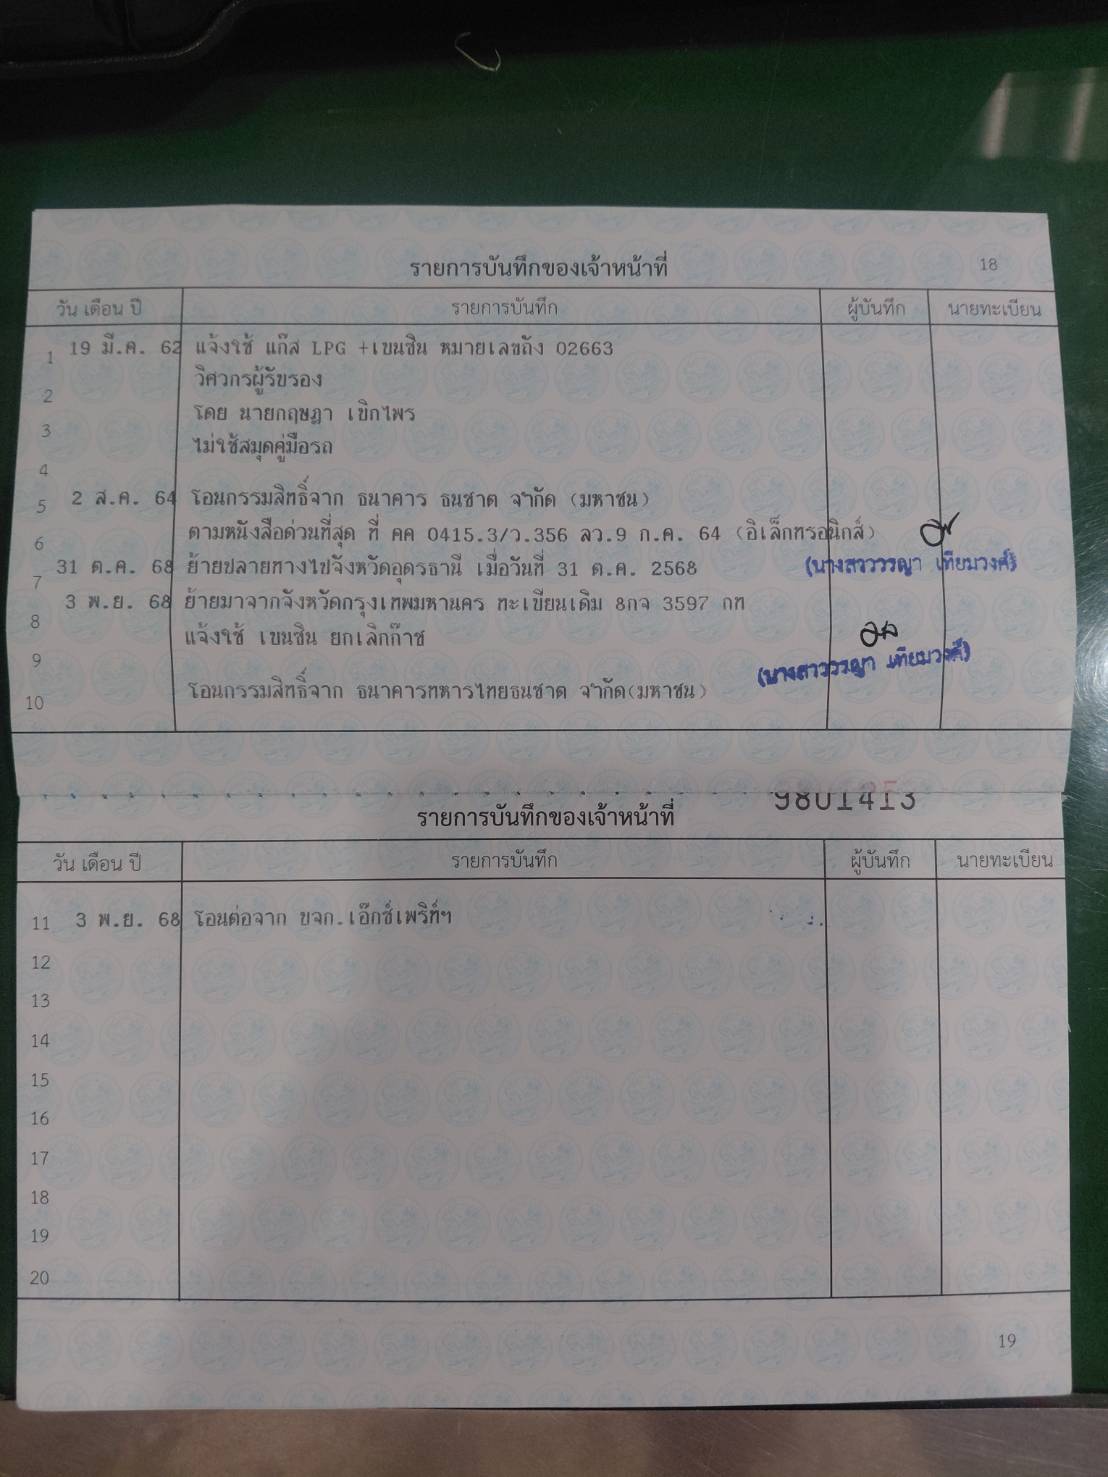 รายการบันทึกของเจ้าหน้าที่ 18
วัน เดือน ปี รายการบันทึก ผู้บันทึก นายทะเบียน
1 19 มี.ค. 62 แจ้งใช้ แก๊ส LPG +เบนซิน หมายเลขถัง 02663
2 วิศวกรผู้รับรอง
3 โดย นายกฤษฎา เบิกไพร
4 ไม่ใช้สมุดคู่มือรถ
5 2 ส.ค. 64 โอนกรรมสิทธิ์จาก ธนาคาร ธนชาต จำกัด (มหาชน)
6 ตามหนังสือด่วนที่สุด ที่ คค 0415.3/ว.356 ลว.9 ก.ค. 64 (อิเล็กทรอนิกส์)
7 31 ต.ค. 68 ย้ายปลายทางไปจังหวัดอุดรธานี เมื่อวันที่ 31 ต.ค. 2568 (นางสาววรรญา เทียมวงศ์)
8 3 พ.ย. 68 ย้ายมาจากจังหวัดกรุงเทพมหานคร ทะเบียนเดิม 8กจ 3597 กท
9 แจ้งใช้ เบนซิน ยกเลิกก๊าซ
(นางสาววรรญา เทียมวงศ์)
10 โอนกรรมสิทธิ์จาก ธนาคารทหารไทยธนชาต จำกัด(มหาชน)
9801413
รายการบันทึกของเจ้าหน้าที่
วัน เดือน ปี รายการบันทึก ผู้บันทึก นายทะเบียน
11 3 พ.ย. 68 โอนต่อจาก บจก.เอ๊กซ์เพริท์ฯ
12
13
14
15
16
17
18
19
20
19